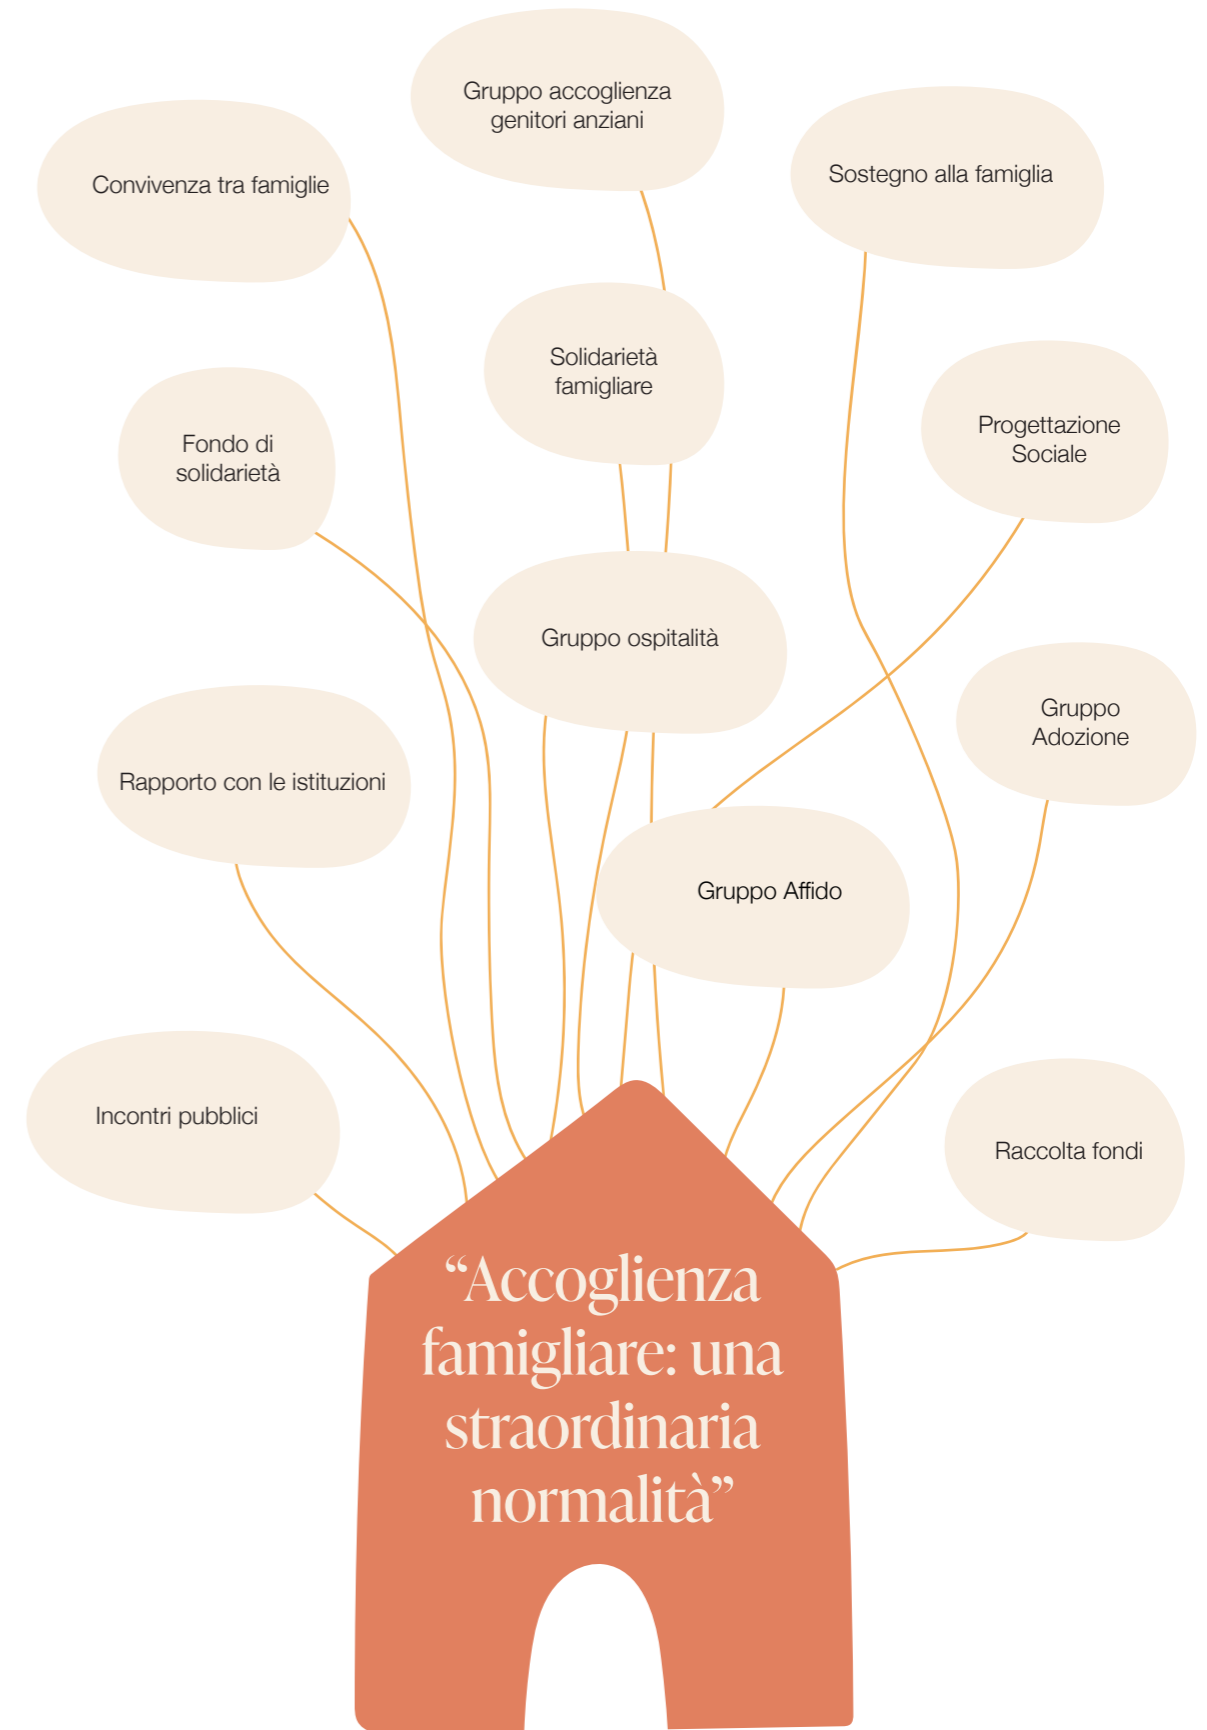 Gruppo accoglienza
genitori anziani
Convivenza tra famiglie
Sostegno alla famiglia
Solidarietà
famigliare
Fondo di
solidarietà
Progettazione
Sociale
Gruppo ospitalità
Gruppo
Adozione
Rapporto con le istituzioni
Gruppo Affido
Incontri pubblici
Raccolta fondi
“Accoglienza
famigliare: una
straordinaria
normalità”